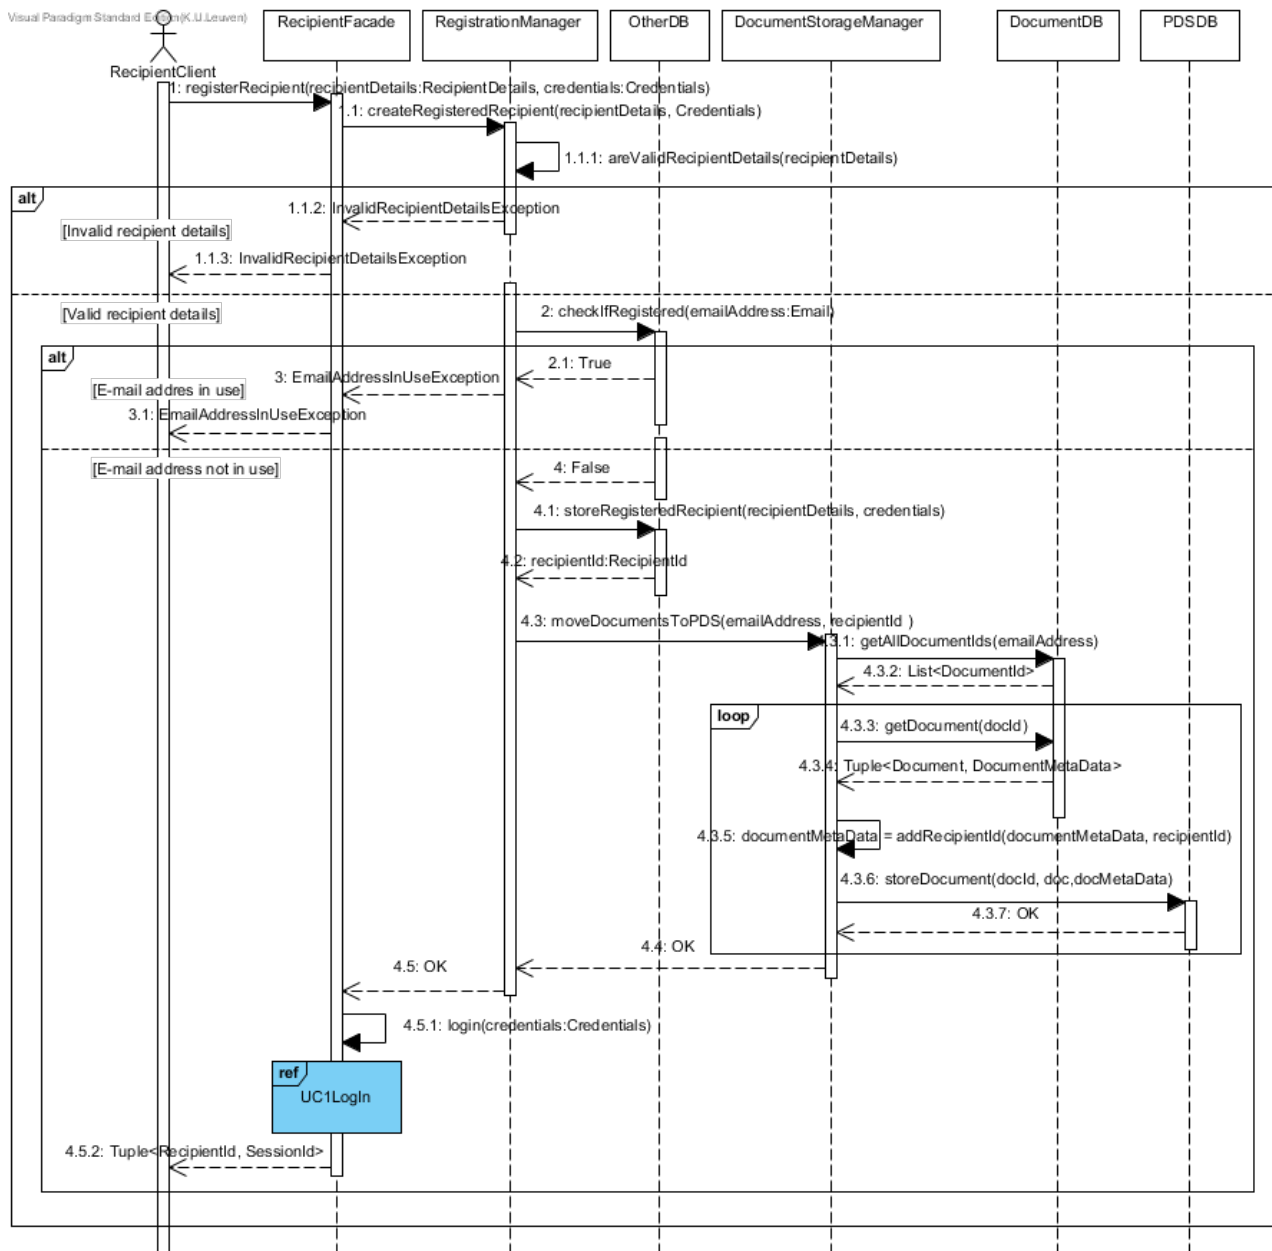 Visual Paradigm Standard Edition(K.U.Leuven)
RecipientClient
RecipientFacade
RegistrationManager
OtherDB
DocumentStorageManager
DocumentDB
PDSDB
1: registerRecipient(recipientDetails:RecipientDetails, credentials:Credentials)
1.1: createRegisteredRecipient(recipientDetails, Credentials)
1.1.1: areValidRecipientDetails(recipientDetails)
alt
1.1.2: InvalidRecipientDetailsException
[Invalid recipient details]
1.1.3: InvalidRecipientDetailsException
[Valid recipient details]
2: checkIfRegistered(emailAddress:Email)
alt
2.1: True
3: EmailAddressInUseException
[E-mail addres in use]
3.1: EmailAddressInUseException
[E-mail address not in use]
4: False
4.1: storeRegisteredRecipient(recipientDetails, credentials)
4.2: recipientId:RecipientId
4.3: moveDocumentsToPDS(emailAddress, recipientId )
4.3.1: getAllDocumentIds(emailAddress)
4.3.2: List<DocumentId>
loop
4.3.3: getDocument(docId)
4.3.4: Tuple<Document, DocumentMetaData>
4.3.5: documentMetaData = addRecipientId(documentMetaData, recipientId)
4.3.6: storeDocument(docId, doc,docMetaData)
4.3.7: OK
4.4: OK
4.5: OK
4.5.1: login(credentials:Credentials)
ref
UC1LogIn
4.5.2: Tuple<RecipientId, SessionId>